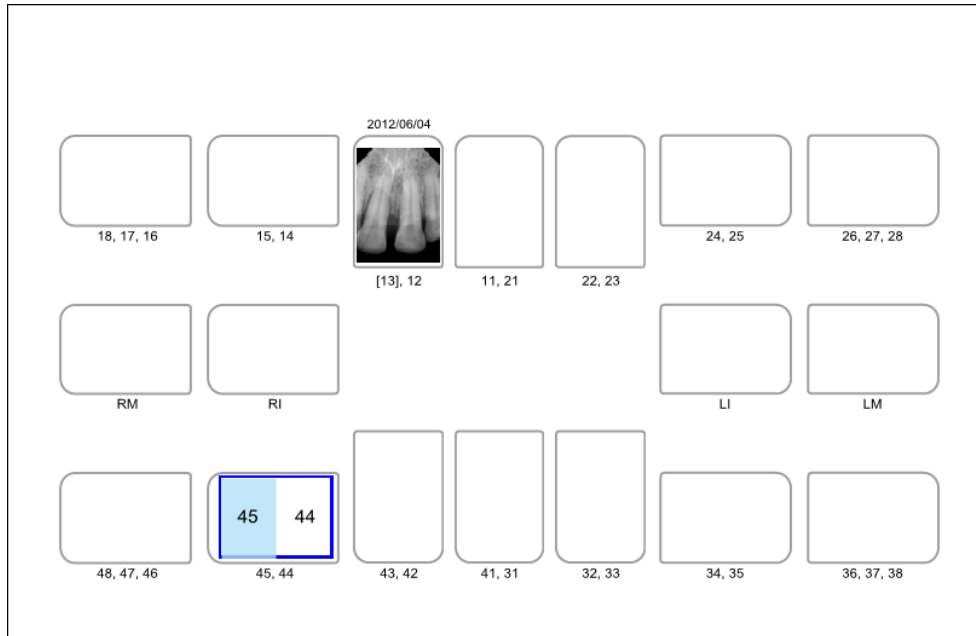 2012/06/04
18, 17, 16
15, 14
[13], 12
11, 21
22, 23
24, 25
26, 27, 28
RM
RI
LI
LM
45
44
48, 47, 46
45, 44
43, 42
41, 31
32, 33
34, 35
36, 37, 38